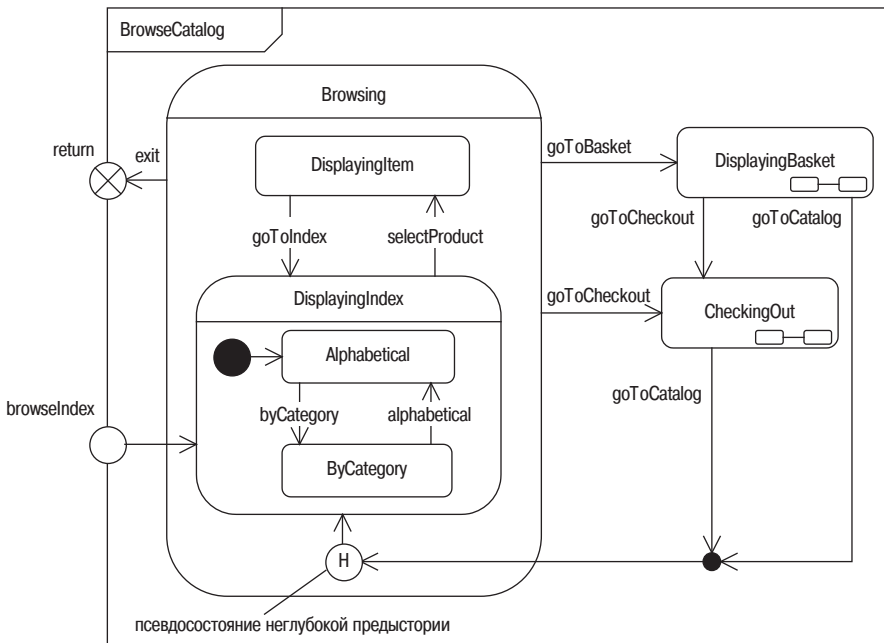 BrowseCatalog
Browsing
return
exit
DisplayingItem
goToBasket
DisplayingBasket
goToIndex
selectProduct
goToCheckout
goToCatalog
DisplayingIndex
goToCheckout
CheckingOut
Alphabetical
browseIndex
byCategory
alphabetical
goToCatalog
ByCategory
H
псевдосостояние неглубокой предыстории